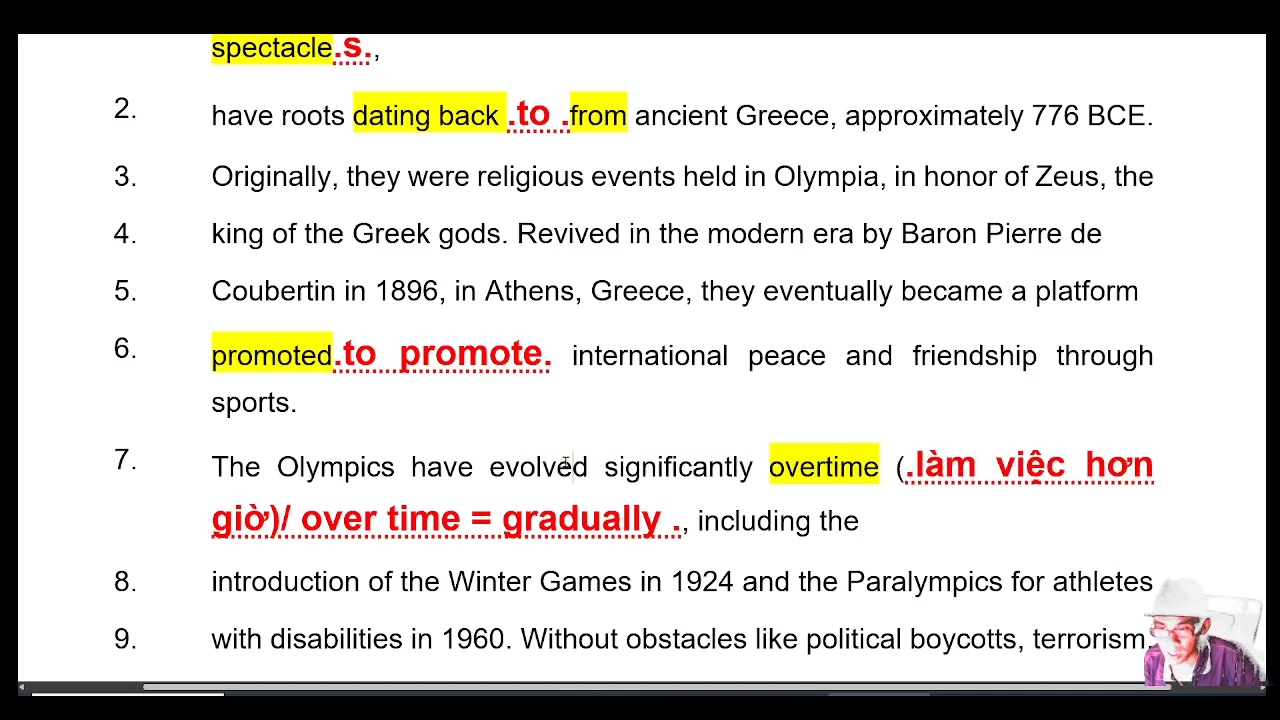 spectacle.s.,
2. have roots dating back .to .from ancient Greece, approximately 776 BCE.
3. Originally, they were religious events held in Olympia, in honor of Zeus, the
4. king of the Greek gods. Revived in the modern era by Baron Pierre de
5. Coubertin in 1896, in Athens, Greece, they eventually became a platform
6. promoted.to promote. international peace and friendship through
sports.
7. The Olympics have evolved significantly overtime (.làm việc hơn
giờ)/ over time = gradually ., including the
8. introduction of the Winter Games in 1924 and the Paralympics for athletes
9. with disabilities in 1960. Without obstacles like political boycotts, terrorism,